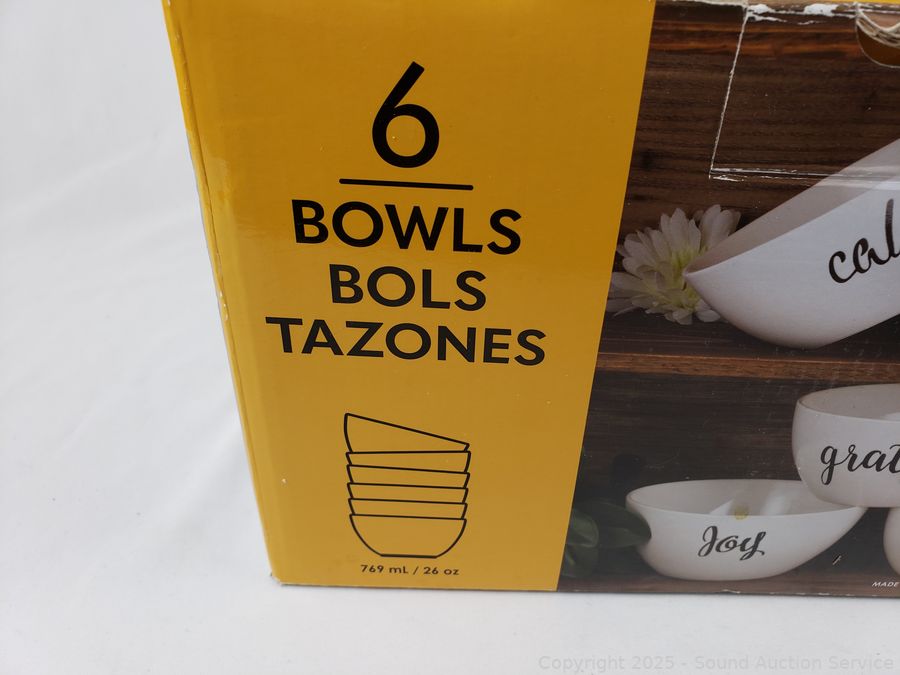 6
BOWLS
BOLS
TAZONES
769 mL / 26 oz
Joy
MADE
Copyright 2025 - Sound Auction Service